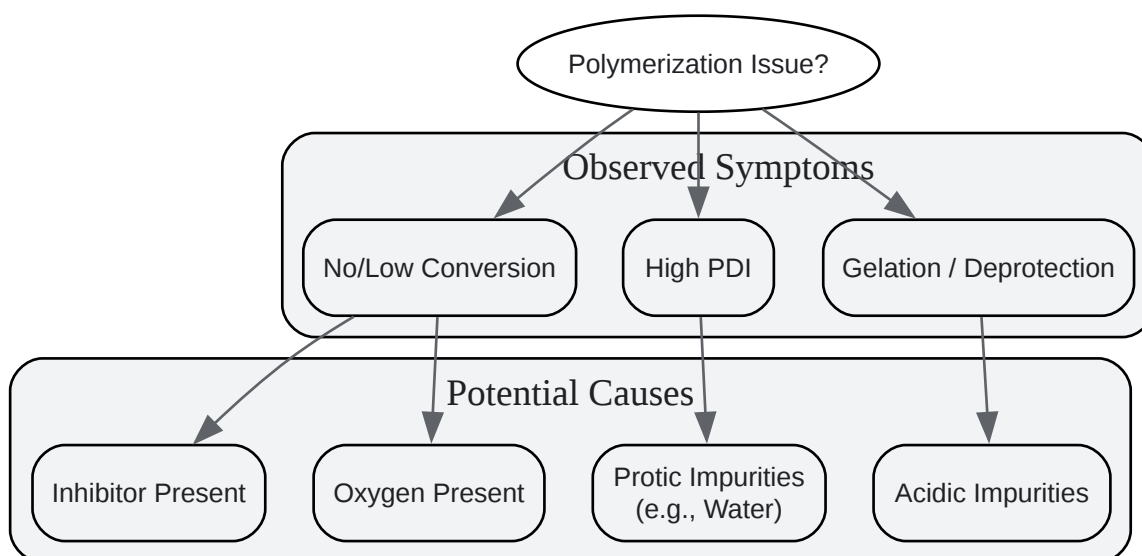 Polymerization Issue?
Observed Symptoms
No/Low Conversion
High PDI
Gelation / Deprotection
Potential Causes
Inhibitor Present
Oxygen Present
Protic Impurities
(e.g., Water)
Acidic Impurities